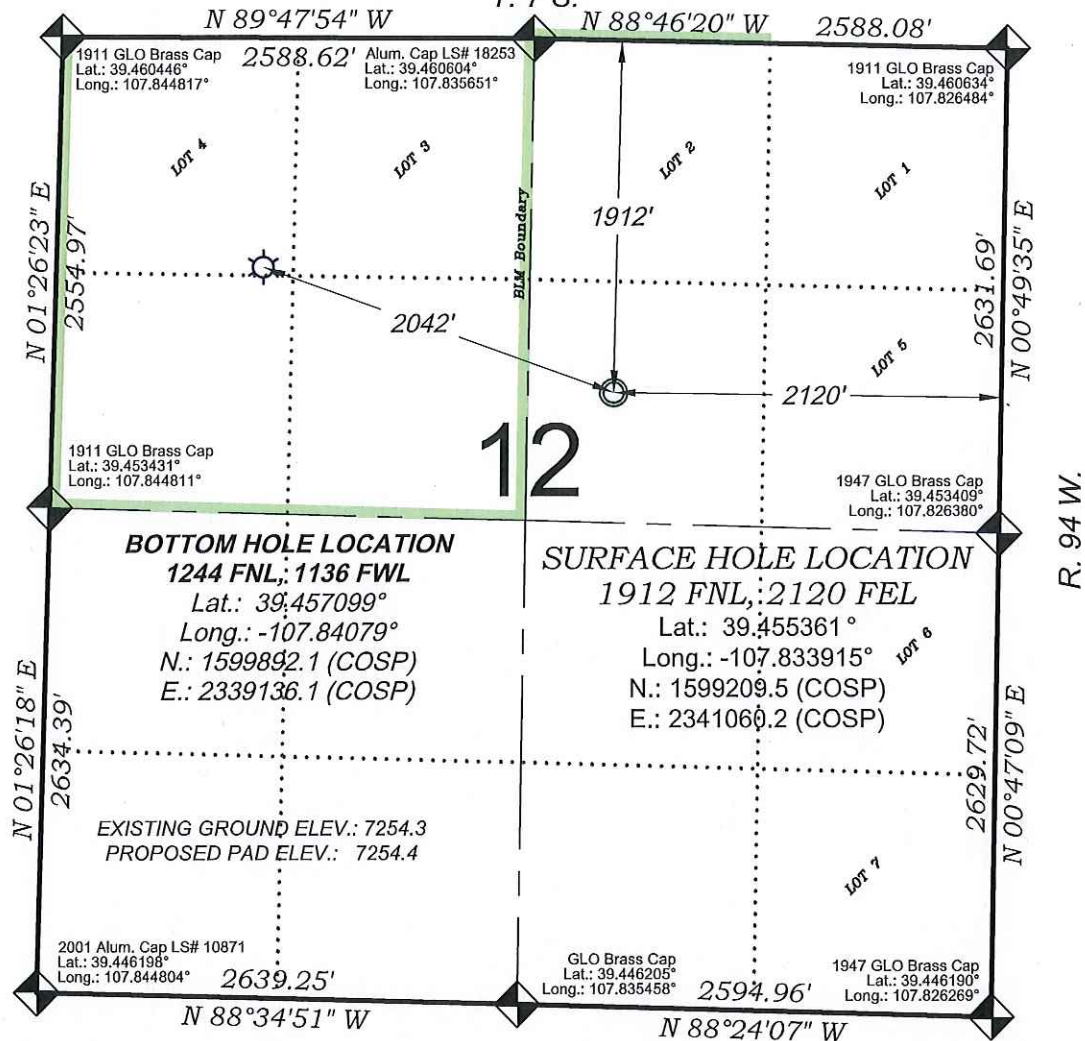 T. 7 S.
N 89°47'54" W
N 88°46'20" W
2588.08'
1911 GLO Brass Cap
Lat.: 39.460446°
Long.: 107.844817°
2588.62'
Alum. Cap LS# 18253
Lat.: 39.460604°
Long.: 107.835651°
1911 GLO Brass Cap
Lat.: 39.460634°
Long.: 107.826484°
LOT 4
LOT 3
LOT 2
LOT 1
N 01°26'23" E
2554.97'
BLM Boundary
1912'
2631.69'
N 00°49'35" E
2042'
LOT 5
2120'
12
1911 GLO Brass Cap
Lat.: 39.453431°
Long.: 107.844811°
1947 GLO Brass Cap
Lat.: 39.453409°
Long.: 107.826380°
R. 94 W.
BOTTOM HOLE LOCATION
1244 FNL, 1136 FWL
Lat.: 39.457099°
Long.: -107.84079°
N.: 1599892.1 (COSP)
E.: 2339136.1 (COSP)
SURFACE HOLE LOCATION
1912 FNL, 2120 FEL
Lat.: 39.455361°
Long.: -107.833915°
N.: 1599209.5 (COSP)
E.: 2341060.2 (COSP)
LOT 6
N 01°26'18" E
2634.39'
2629.72'
N 00°47'09" E
EXISTING GROUND ELEV.: 7254.3
PROPOSED PAD ELEV.: 7254.4
LOT 7
2001 Alum. Cap LS# 10871
Lat.: 39.446198°
Long.: 107.844804°
2639.25'
GLO Brass Cap
Lat.: 39.446205°
Long.: 107.835458°
2594.96'
1947 GLO Brass Cap
Lat.: 39.446190°
Long.: 107.826269°
N 88°34'51" W
N 88°24'07" W